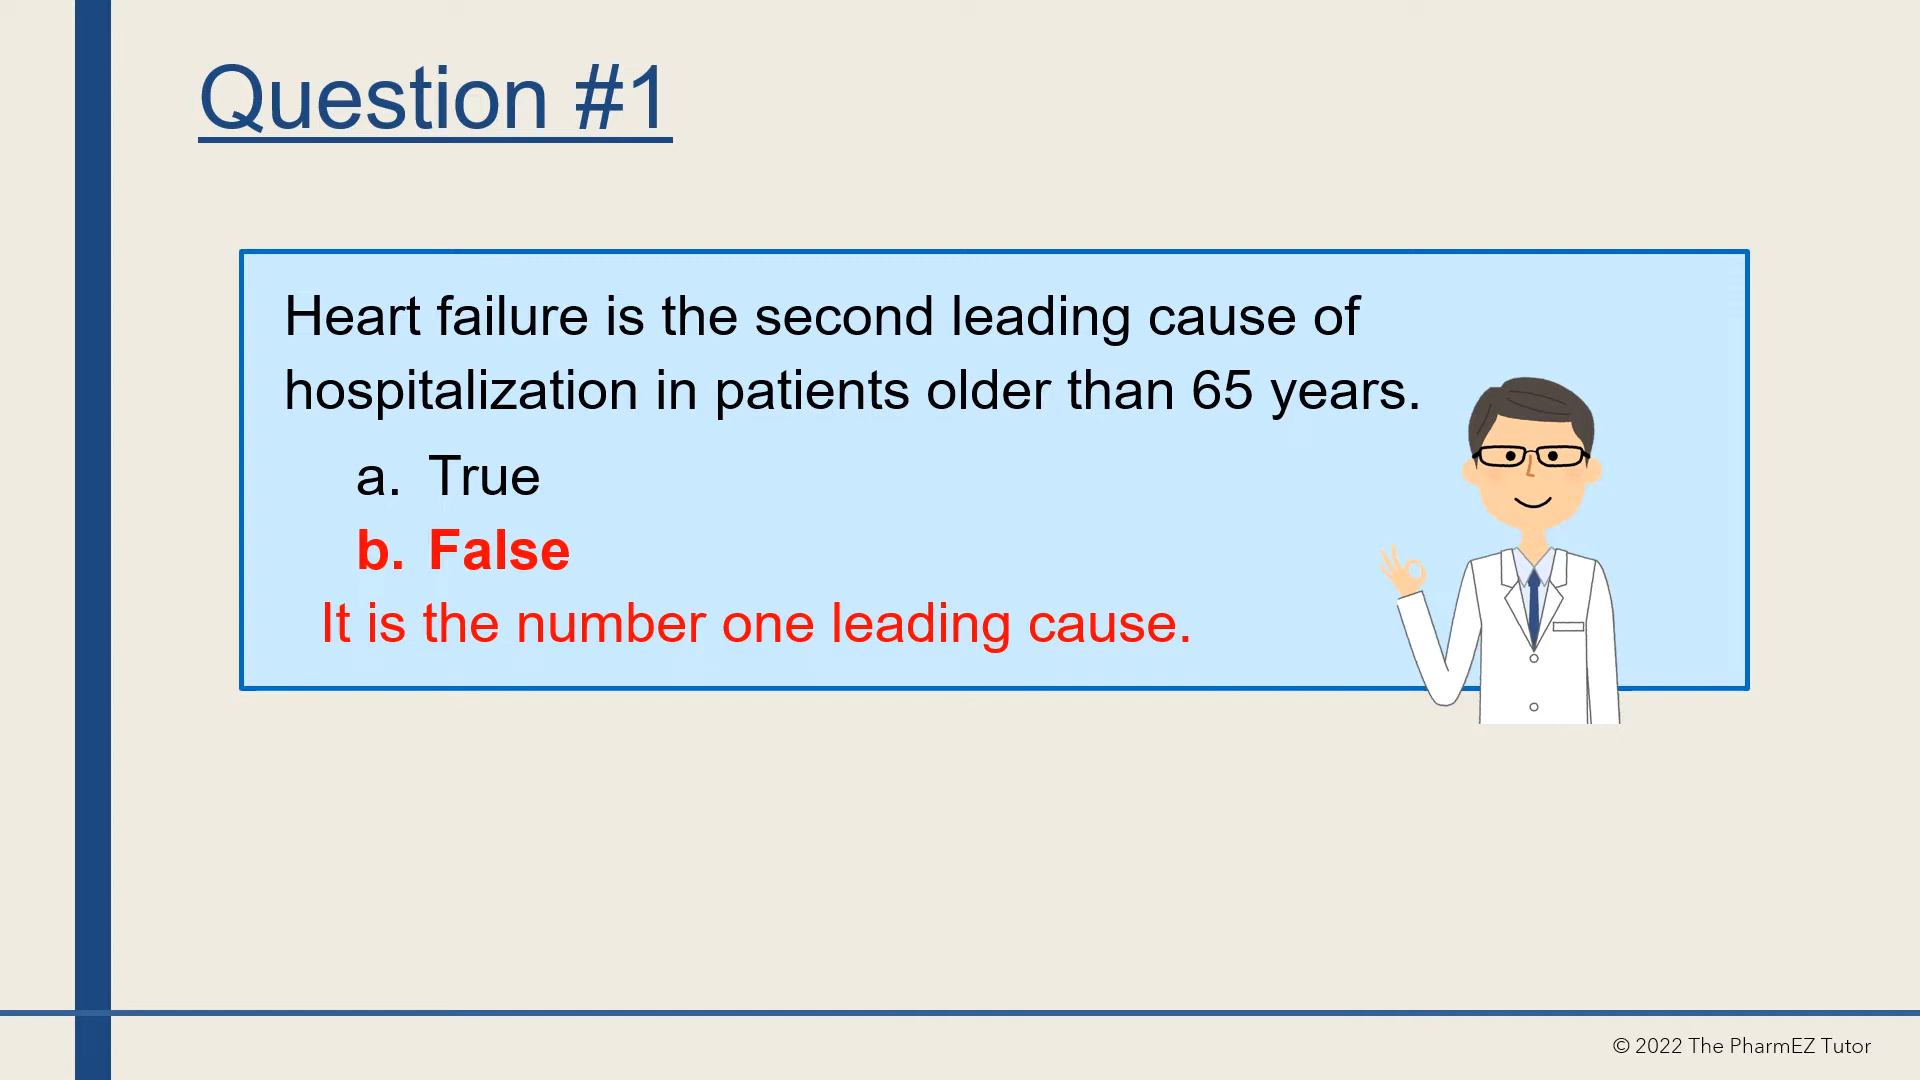 Question #1
Heart failure is the second leading cause of
hospitalization in patients older than 65 years.
a. True
b. False
It is the number one leading cause.
© 2022 The PharmEZ Tutor